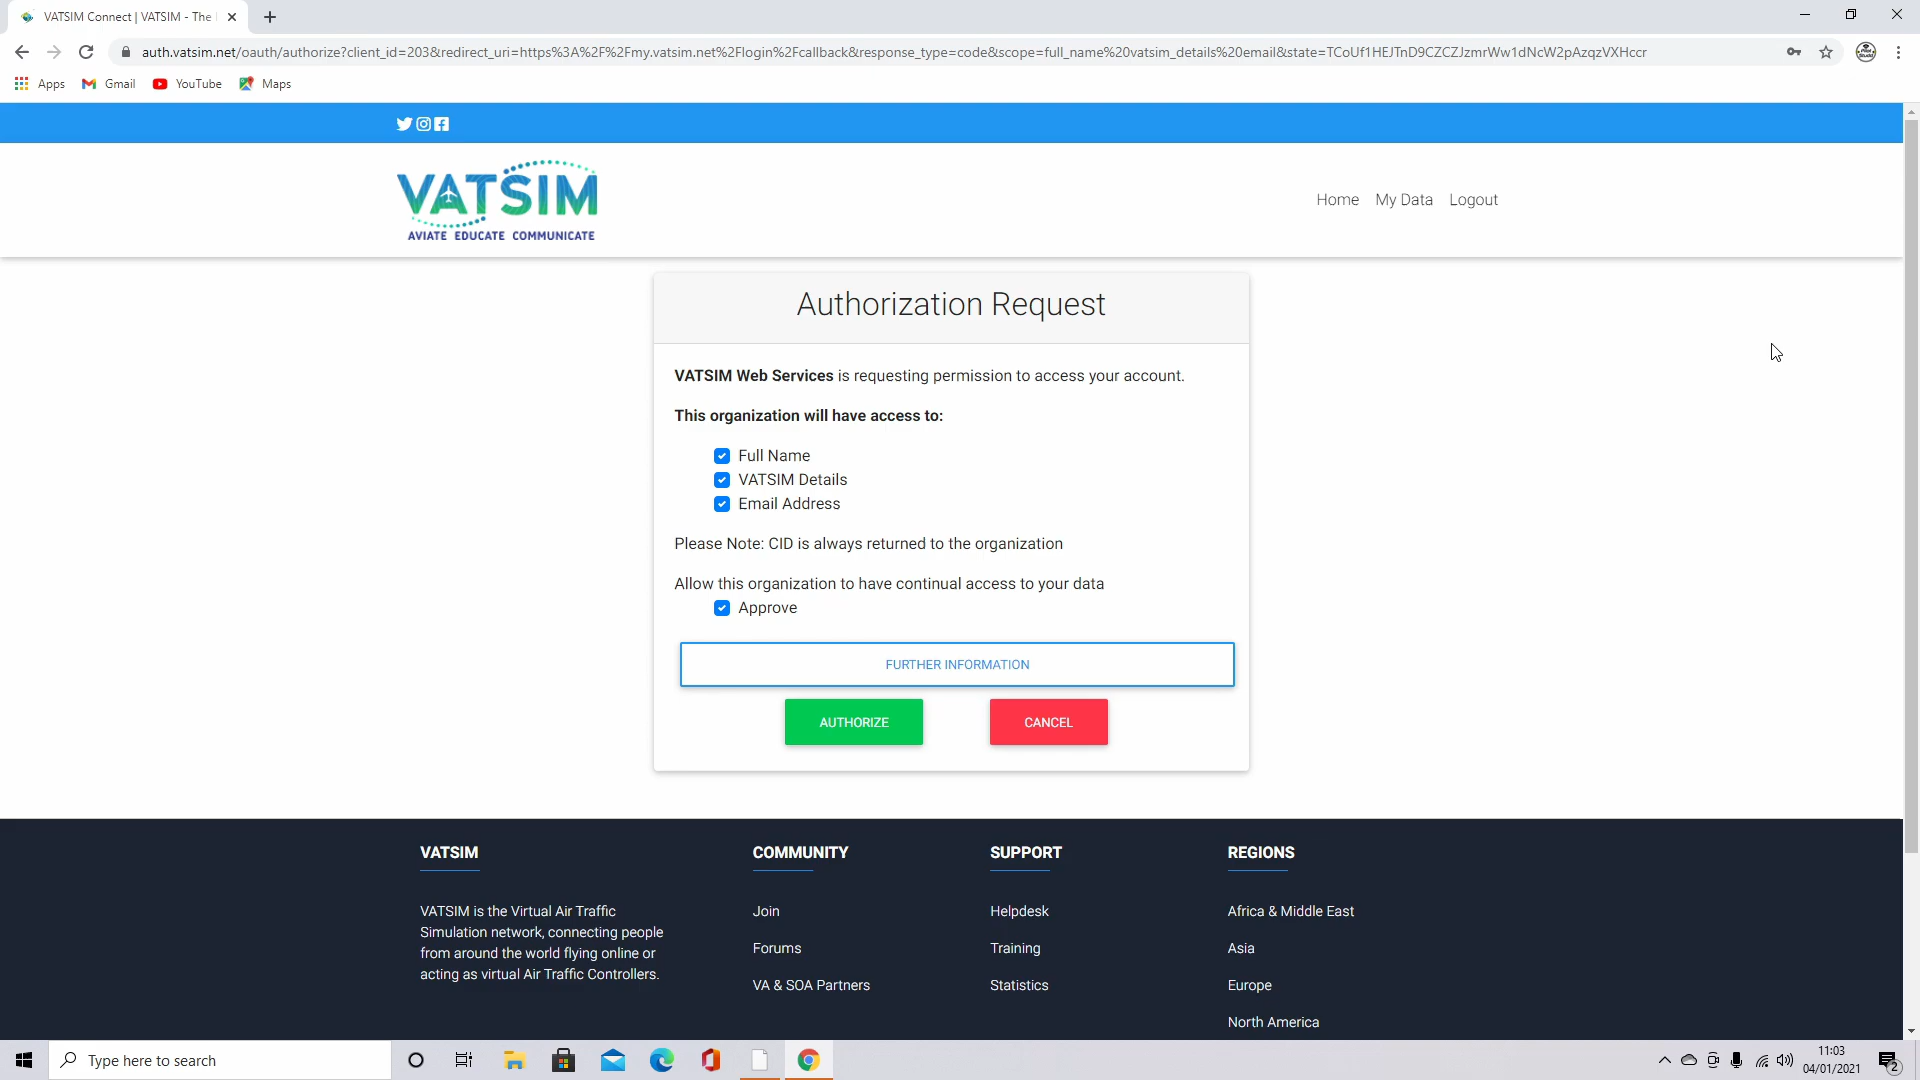 VATSIM Connect | VATSIM - The
auth.vatsim.net/oauth/authorize?client_id=203&redirect_uri=https%3A%2F%2Fmy.vatsim.net%2Flogin%2Fcallback&response_type=code&scope=full_name%20vatsim_details%20email&state=TCoUf1HEJTnD9CZCZJzmrWw1dNcW2pAzqzVXHccr
Apps Gmail YouTube Maps
VATSIM
AVIATE EDUCATE COMMUNICATE
Home My Data Logout
Authorization Request
VATSIM Web Services is requesting permission to access your account.
This organization will have access to:
Full Name
VATSIM Details
Email Address
Please Note: CID is always returned to the organization
Allow this organization to have continual access to your data
Approve
FURTHER INFORMATION
AUTHORIZE CANCEL
VATSIM
VATSIM is the Virtual Air Traffic
Simulation network, connecting people
from around the world flying online or
acting as virtual Air Traffic Controllers.
COMMUNITY
Join
Forums
VA & SOA Partners
SUPPORT
Helpdesk
Training
Statistics
REGIONS
Africa & Middle East
Asia
Europe
North America
Type here to search
11:03
04/01/2021
2